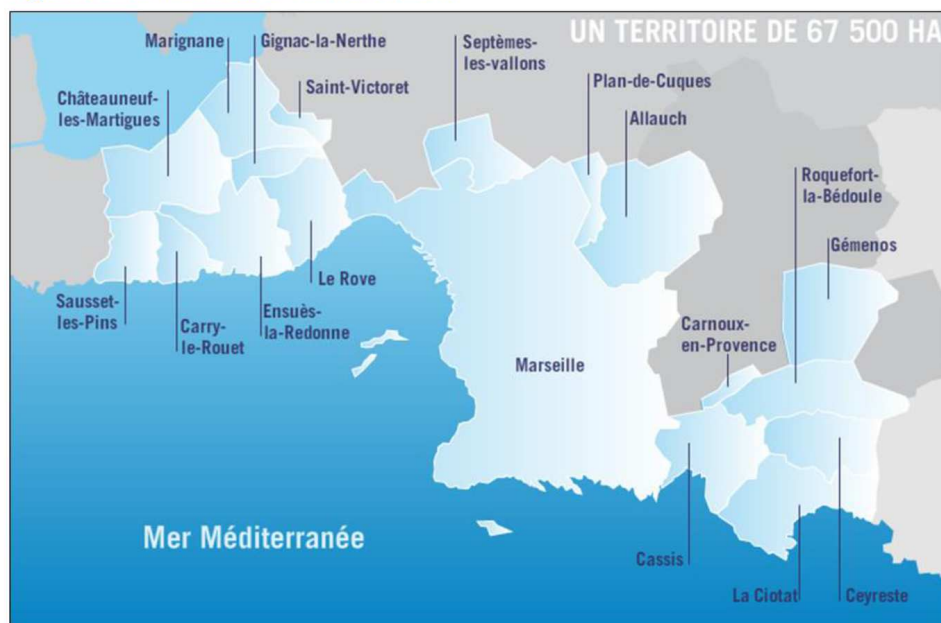 UN TERRITOIRE DE 67 500 HA
Marignane
Gignac-la-Nerthe
Septèmes-
les-vallons
Plan-de-Cuques
Saint-Victoret
Châteauneuf-
les-Martigues
Allauch
Roquefort-
la-Bédoule
Gémenos
Le Rove
Sausset-
les-Pins
Ensuès-
la-Redonne
Carry-
le-Rouet
Carnoux-
en-Provence
Marseille
Mer Méditerranée
Cassis
La Ciotat
Ceyreste